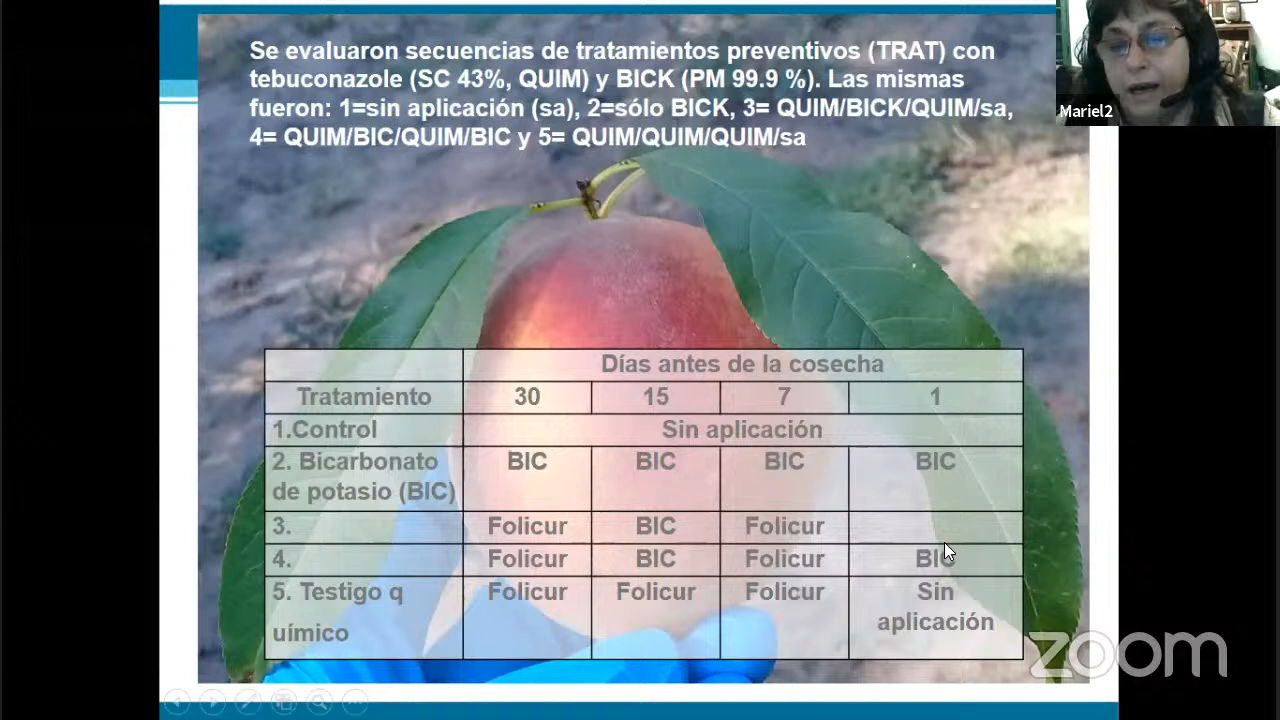 Se evaluaron secuencias de tratamientos preventivos (TRAT) con
tebuconazole (SC 43%, QUIM) y BICK (PM 99.9 %). Las mismas
fueron: 1=sin aplicación (sa), 2=sólo BICK, 3= QUIM/BICK/QUIM/sa,
4= QUIM/BIC/QUIM/BIC y 5= QUIM/QUIM/QUIM/sa
Mariel2
Días antes de la cosecha
Tratamiento 30 15 7 1
1.Control Sin aplicación
2. Bicarbonato BIC BIC BIC BIC
de potasio (BIC)
3. Folicur BIC Folicur
4. Folicur BIC Folicur BIC
5. Testigo q Folicur Folicur Folicur Sin
uímico aplicación
zoom